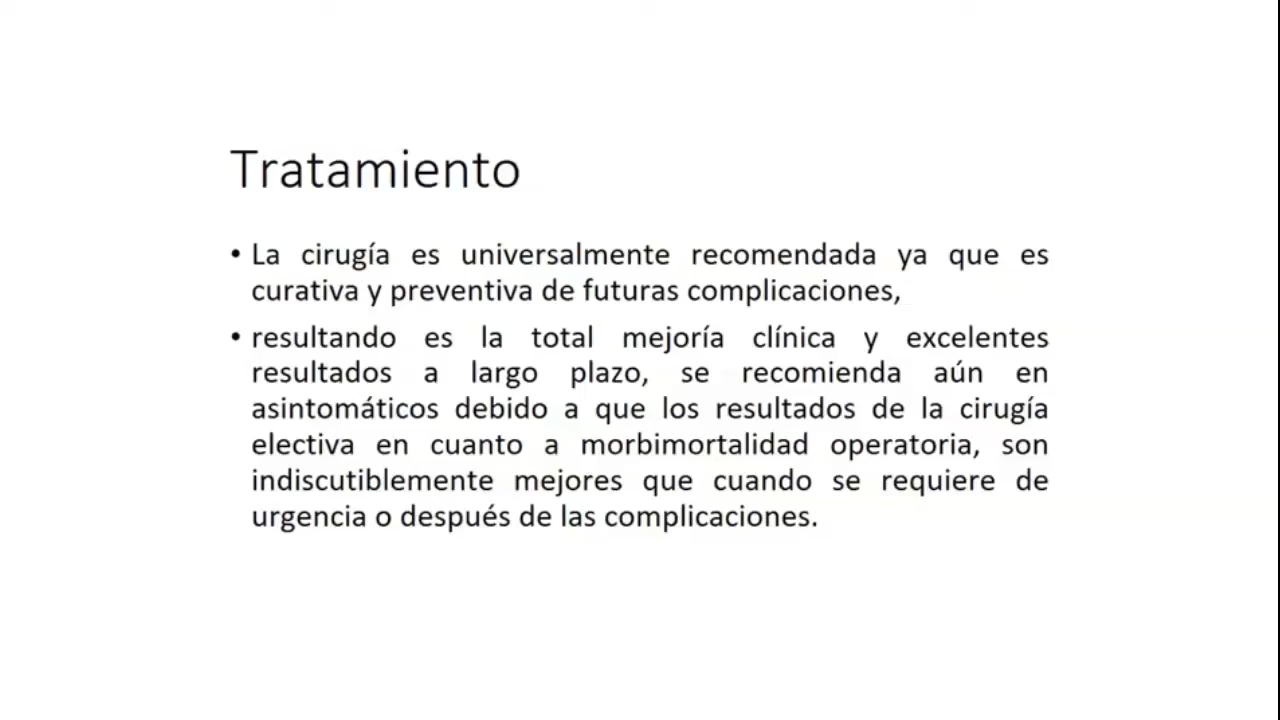 Tratamiento
• La cirugía es universalmente recomendada ya que es
curativa y preventiva de futuras complicaciones,
• resultando es la total mejoría clínica y excelentes
resultados a largo plazo, se recomienda aún en
asintomáticos debido a que los resultados de la cirugía
electiva en cuanto a morbimortalidad operatoria, son
indiscutiblemente mejores que cuando se requiere de
urgencia o después de las complicaciones.